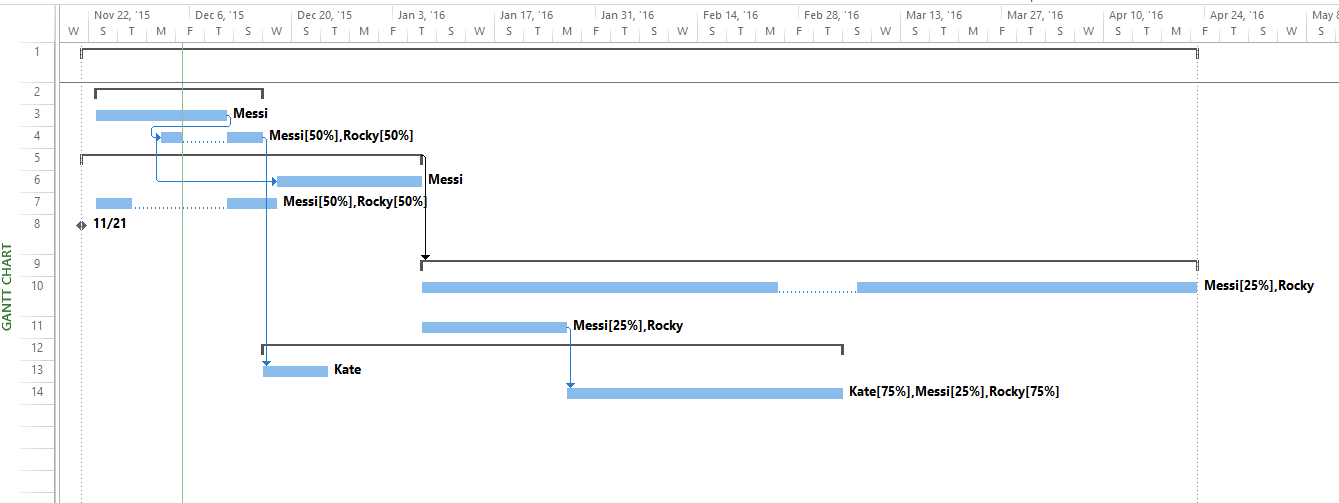 Nov 22, '15 Dec 6, '15 Dec 20, '15 Jan 3, '16 Jan 17, '16 Jan 31, '16 Feb 14, '16 Feb 28, '16 Mar 13, '16 Mar 27, '16 Apr 10, '16 Apr 24, '16 May 8
W S T M F T S W S T M F T S W S T M F T S W S T M F T S W S T M F T S W S T M F T S W S
1
2
3 Messi
4 Messi[50%],Rocky[50%]
5
6 Messi
7 Messi[50%],Rocky[50%]
8 11/21
GANTT CHART
9
10 Messi[25%],Rocky
11 Messi[25%],Rocky
12
13 Kate
14 Kate[75%],Messi[25%],Rocky[75%]